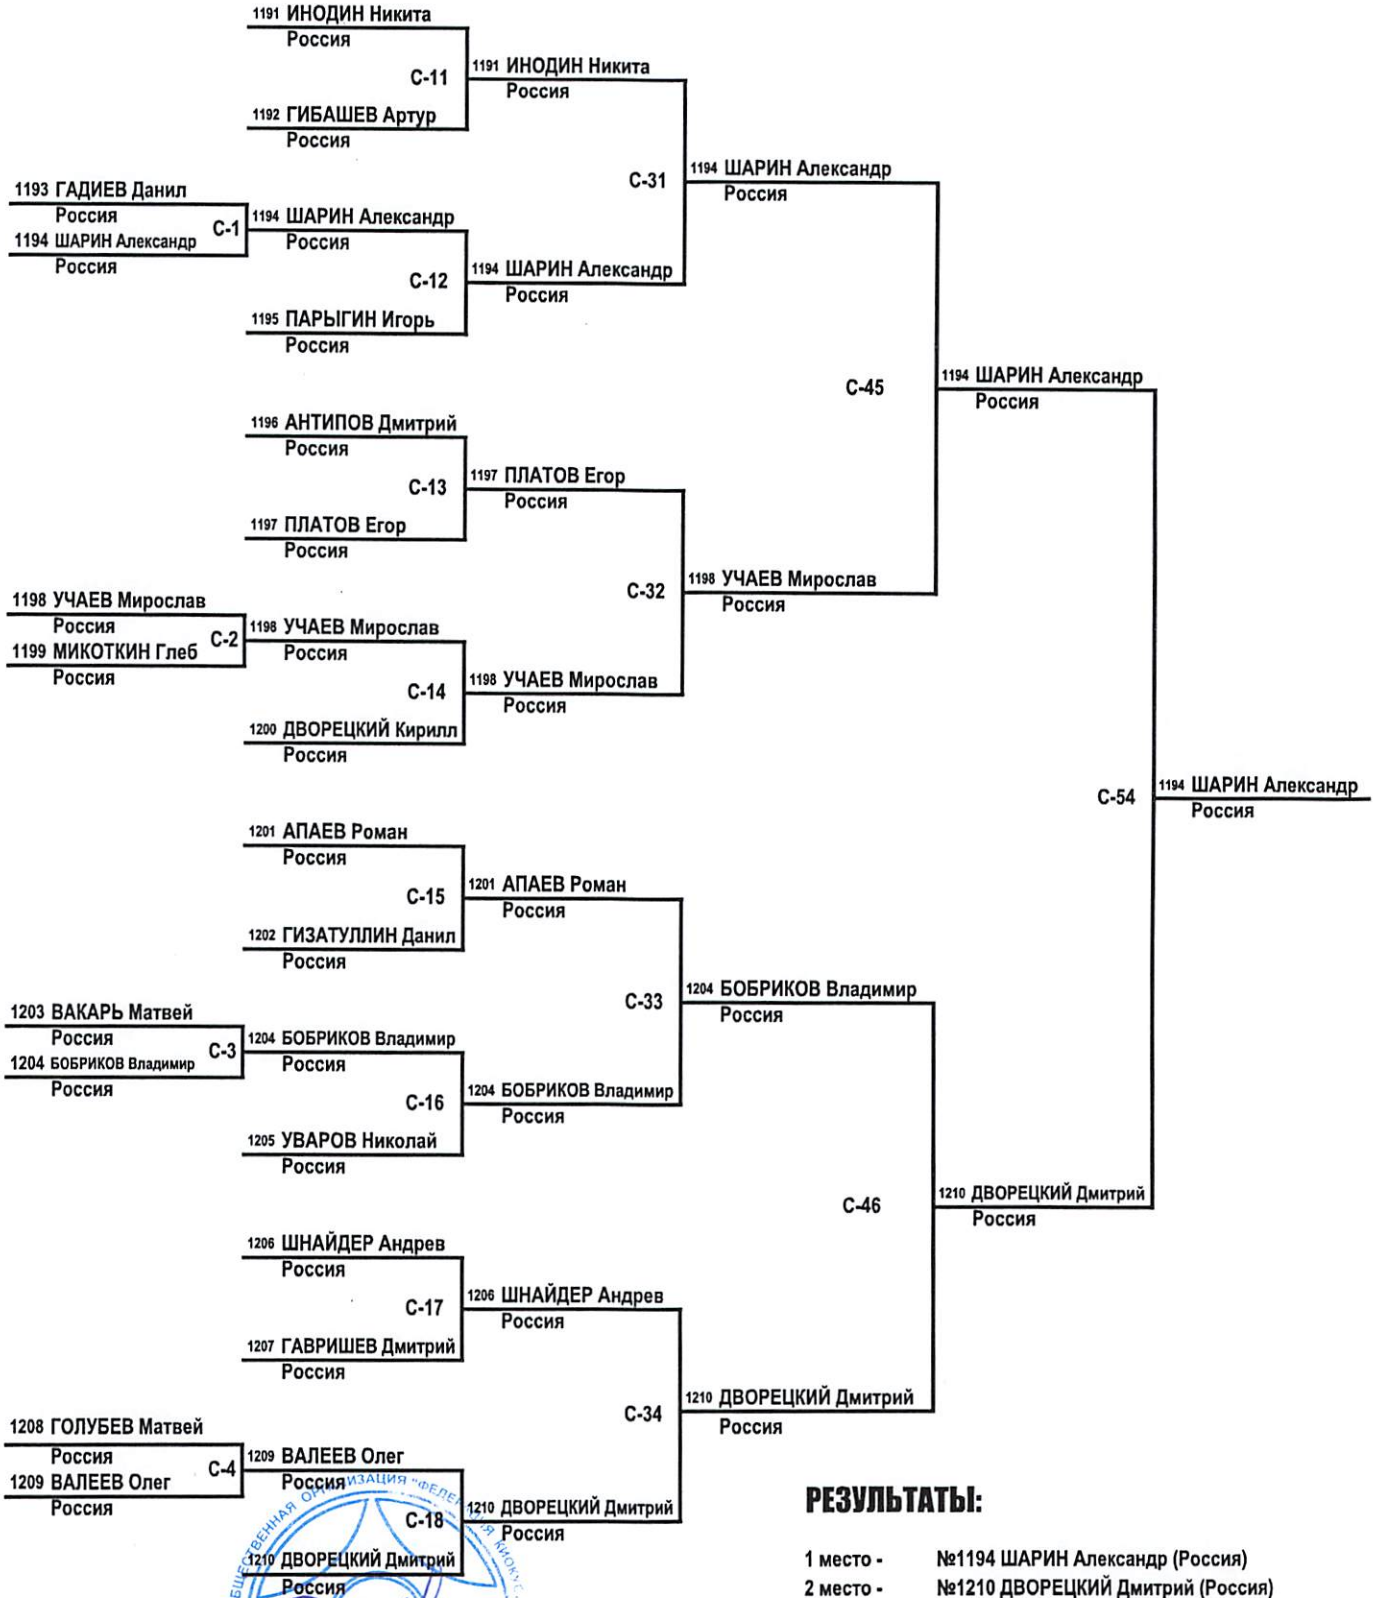 1191 ИНОДИН Никита
Россия
С-11
1192 ГИБАШЕВ Артур
Россия
1191 ИНОДИН Никита
Россия
С-31
1193 ГАДИЕВ Данил
Россия
С-1
1194 ШАРИН Александр
Россия
1194 ШАРИН Александр
Россия
С-12
1195 ПАРЫГИН Игорь
Россия
1194 ШАРИН Александр
Россия
1194 ШАРИН Александр
Россия
С-45
1196 АНТИПОВ Дмитрий
Россия
С-13
1197 ПЛАТОВ Егор
Россия
1197 ПЛАТОВ Егор
Россия
С-32
1198 УЧАЕВ Мирослав
Россия
С-2
1199 МИКОТКИН Глеб
Россия
1198 УЧАЕВ Мирослав
Россия
С-14
1200 ДВОРЕЦКИЙ Кирилл
Россия
1198 УЧАЕВ Мирослав
Россия
1198 УЧАЕВ Мирослав
Россия
1194 ШАРИН Александр
Россия
С-54
1194 ШАРИН Александр
Россия
1201 АПАЕВ Роман
Россия
С-15
1202 ГИЗАТУЛЛИН Данил
Россия
1201 АПАЕВ Роман
Россия
С-33
1203 ВАКАРЬ Матвей
Россия
С-3
1204 БОБРИКОВ Владимир
Россия
1204 БОБРИКОВ Владимир
Россия
С-16
1205 УВАРОВ Николай
Россия
1204 БОБРИКОВ Владимир
Россия
1204 БОБРИКОВ Владимир
Россия
С-46
1206 ШНАЙДЕР Андрев
Россия
С-17
1207 ГАВРИШЕВ Дмитрий
Россия
1206 ШНАЙДЕР Андрев
Россия
С-34
1208 ГОЛУБЕВ Матвей
Россия
С-4
1209 ВАЛЕЕВ Олег
Россия
1209 ВАЛЕЕВ Олег
Россия
С-18
1210 ДВОРЕЦКИЙ Дмитрий
Россия
1210 ДВОРЕЦКИЙ Дмитрий
Россия
1210 ДВОРЕЦКИЙ Дмитрий
Россия
1210 ДВОРЕЦКИЙ Дмитрий
Россия
РЕЗУЛЬТАТЫ:
1 место - №1194 ШАРИН Александр (Россия)
2 место - №1210 ДВОРЕЦКИЙ Дмитрий (Россия)